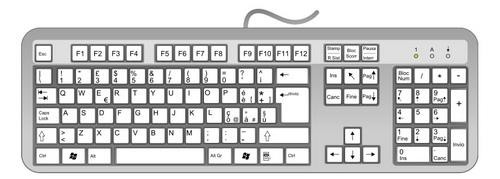 Esc F1 F2 F3 F4 F5 F6 F7 F8 F9 F10 F11 F12 Stamp R Sist Bloc Scorr Pausa Interr 1 A
| \ ! 1 " 2 £ 3 $ 4 % 5 & 6 / 7 ( 8 ) 9 = 0 ? ' ^ ì Ins Pag Bloc Num / * -
Q W E R T Y U I O P é è [ * + ] Invio Canc Fine Pag 7 8 9 Pag +
Caps Lock A S D F G H J K L ç ò @ ° à # § ù 4 5 6
> < Z X C V B N M ; , : . _ - 1 Fine 2 3 Pag Invio
Ctrl Alt Alt Gr Ctrl 0 Ins . Canc